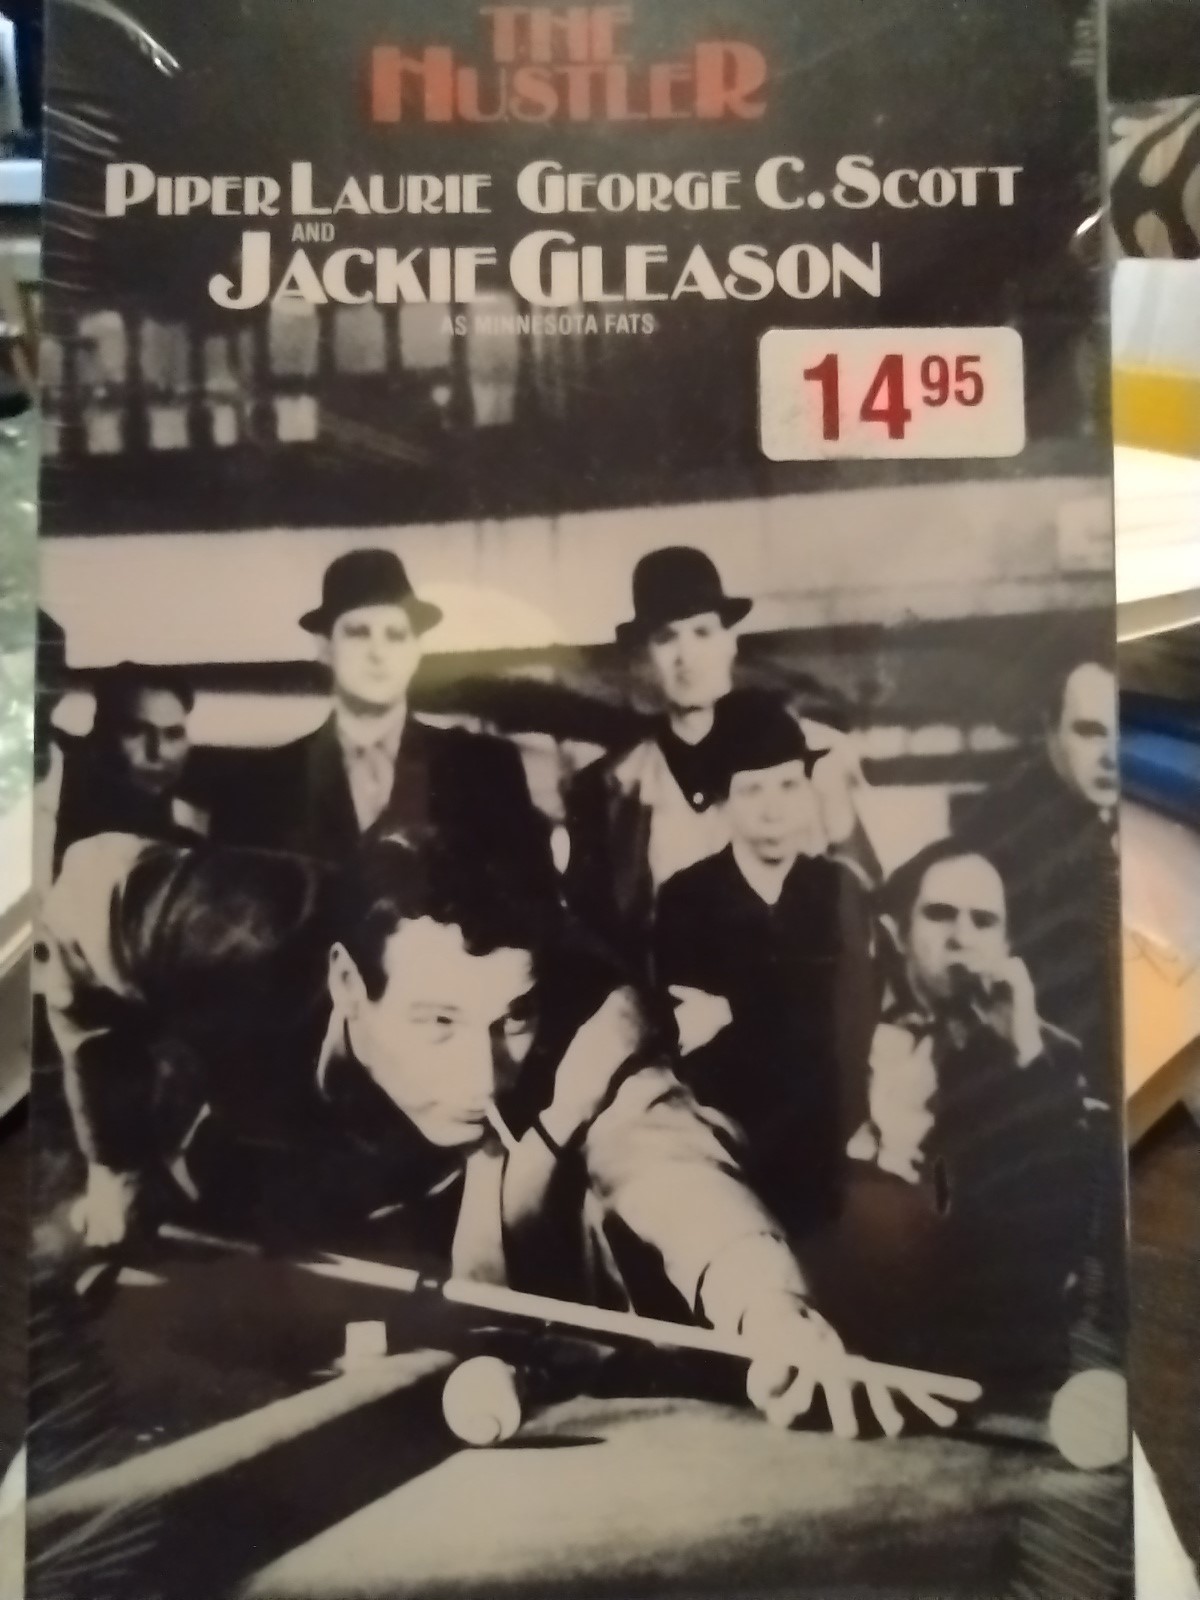 THE
HUSTLER
PIPER LAURIE GEORGE C. SCOTT
AND
JACKIE GLEASON
AS MINNESOTA FATS
14 95